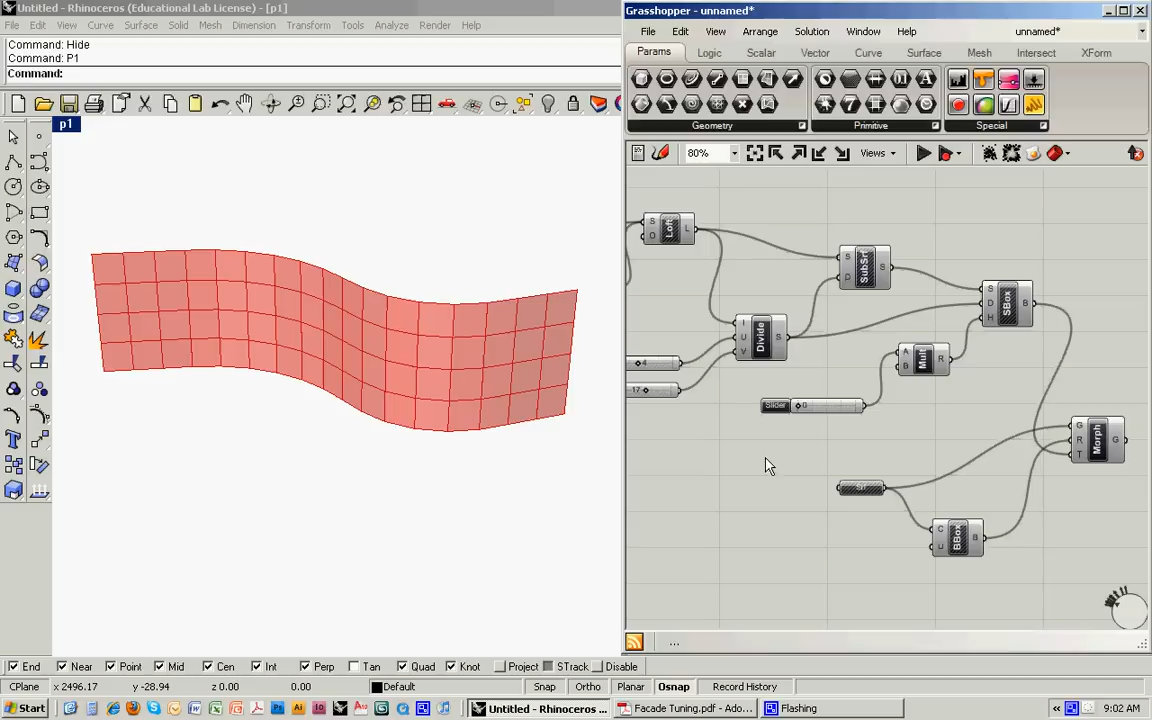 Untitled - Rhinoceros (Educational Lab License) - [p1]
File Edit View Curve Surface Solid Mesh Dimension Transform Tools Analyze Render Help
Command: Hide
Command: P1
Command:
p1
Grasshopper - unnamed*
File Edit View Arrange Solution Window Help unnamed*
Params Logic Scalar Vector Curve Surface Mesh Intersect XForm
Geometry Primitive Special
80% Views
S O Loft L
S D SubSrf S
S D H SBox B
I U V Divide S
4
17
A B Mult R
Slider 0
G R T Morph G
Srf
C U BBox B
...
End Near Point Mid Cen Int Perp Tan Quad Knot Project STrack Disable
CPlane x 2496.17 y -28.94 z 0.00 0.00 Default Snap Ortho Planar Osnap Record History
Start Untitled - Rhinoceros ... Facade Tuning.pdf - Ado... Flashing 9:02 AM